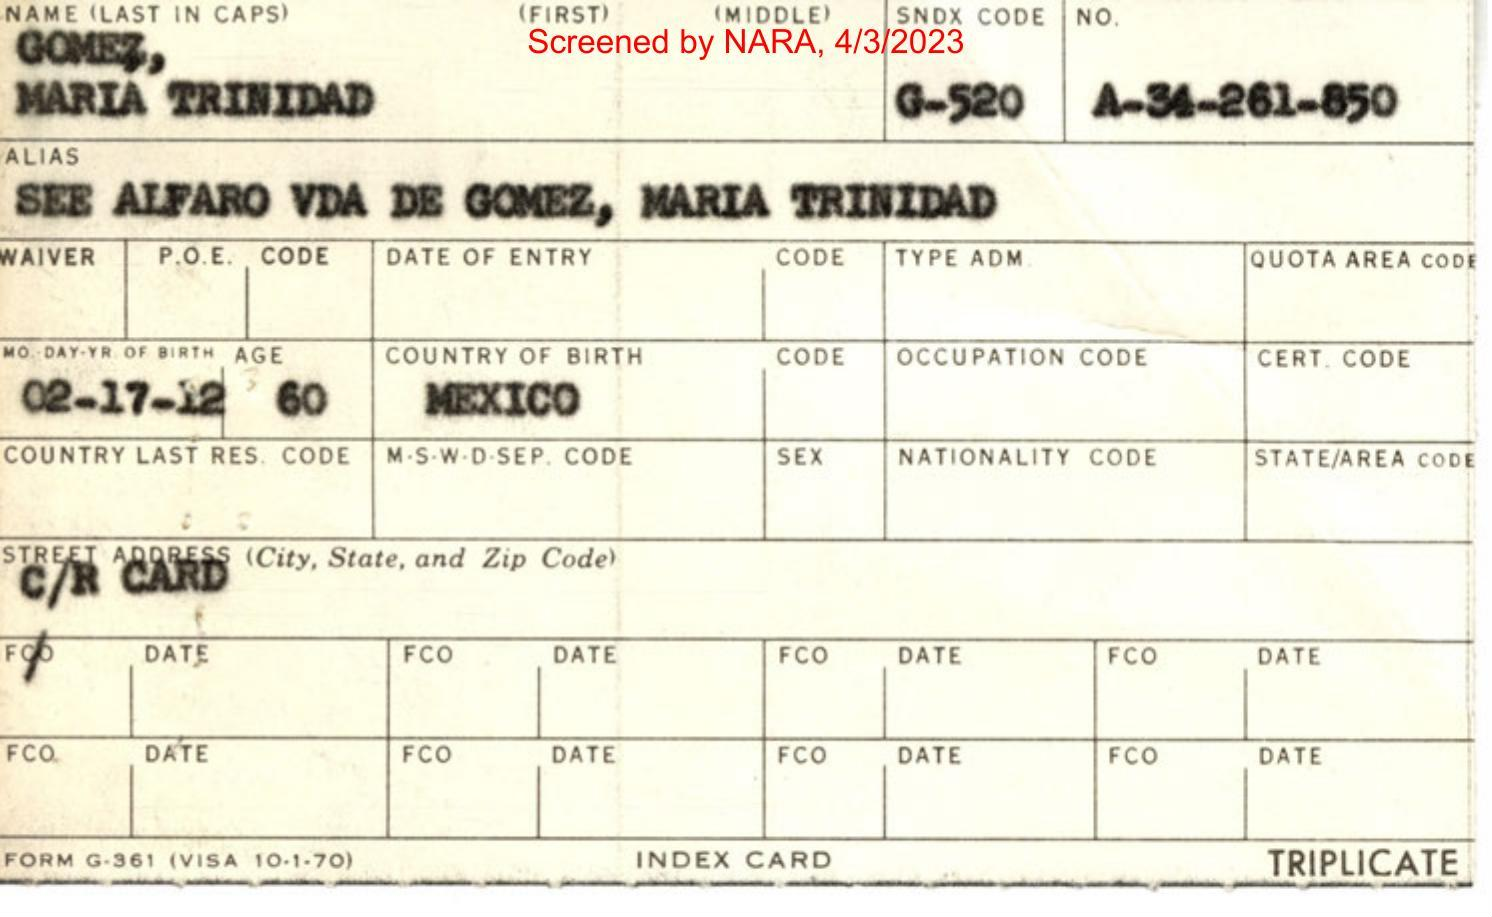 NAME (LAST IN CAPS) (FIRST) (MIDDLE) SNDX CODE NO.
Screened by NARA, 4/3/2023
GOMEZ,
MARIA TRINIDAD G-520 A-34-261-850
ALIAS
SEE ALFARO VDA DE GOMEZ, MARIA TRINIDAD
WAIVER P.O.E. CODE DATE OF ENTRY CODE TYPE ADM. QUOTA AREA CODE
MO.-DAY-YR. OF BIRTH AGE COUNTRY OF BIRTH CODE OCCUPATION CODE CERT. CODE
02-17-12 60 MEXICO
COUNTRY LAST RES. CODE M-S-W-D-SEP. CODE SEX NATIONALITY CODE STATE/AREA CODE
STREET ADDRESS (City, State, and Zip Code)
C/R CARD
/
FCO DATE FCO DATE FCO DATE FCO DATE
FCO. DATE FCO DATE FCO DATE FCO DATE
FORM G-361 (VISA 10-1-70) INDEX CARD TRIPLICATE